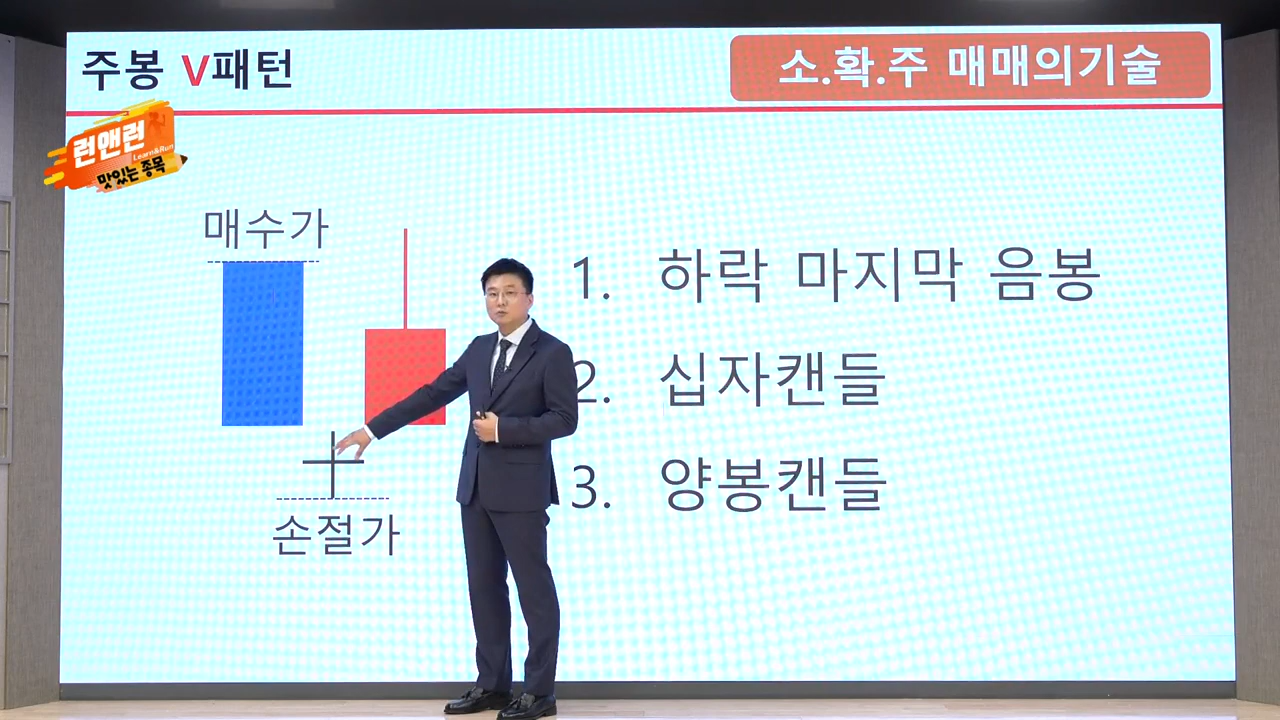 주봉 V패턴
소.확.주 매매의기술
런앤런
Learn&Run
맛있는 종목
매수가
1. 하락 마지막 음봉
2. 십자캔들
3. 양봉캔들
손절가